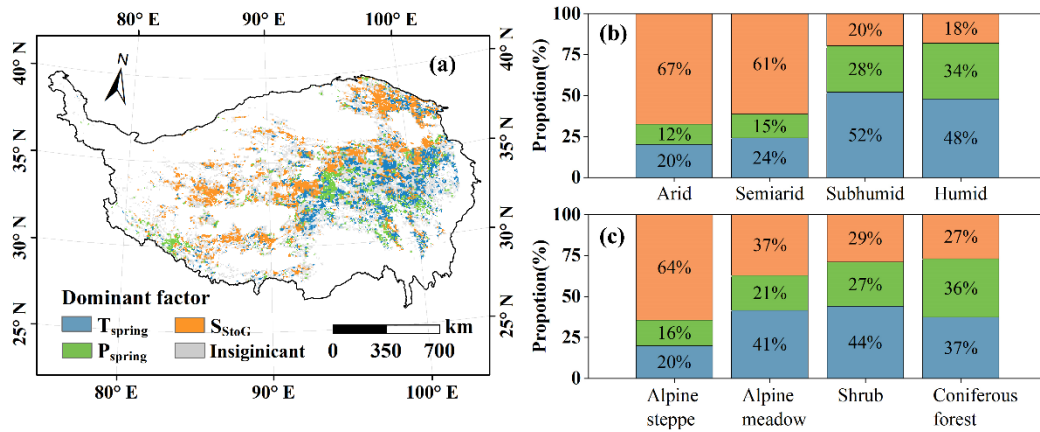 80° E 90° E 100° E
40° N
35° N
30° N
25° N
N
(a)
40° N
35° N
30° N
25° N
Dominant factor
Tspring SStoG
Pspring Insiginicant
km
0 350 700
80° E 90° E 100° E
(b)
Propotion(%)
100
75
50
25
0
67% 61% 20% 18%
12% 15% 28% 34%
20% 24% 52% 48%
Arid Semiarid Subhumid Humid
(c)
Proportion(%)
100
75
50
25
0
64% 37% 29% 27%
16% 21% 27% 36%
20% 41% 44% 37%
Alpine Alpine Shrub Coniferous
steppe meadow forest